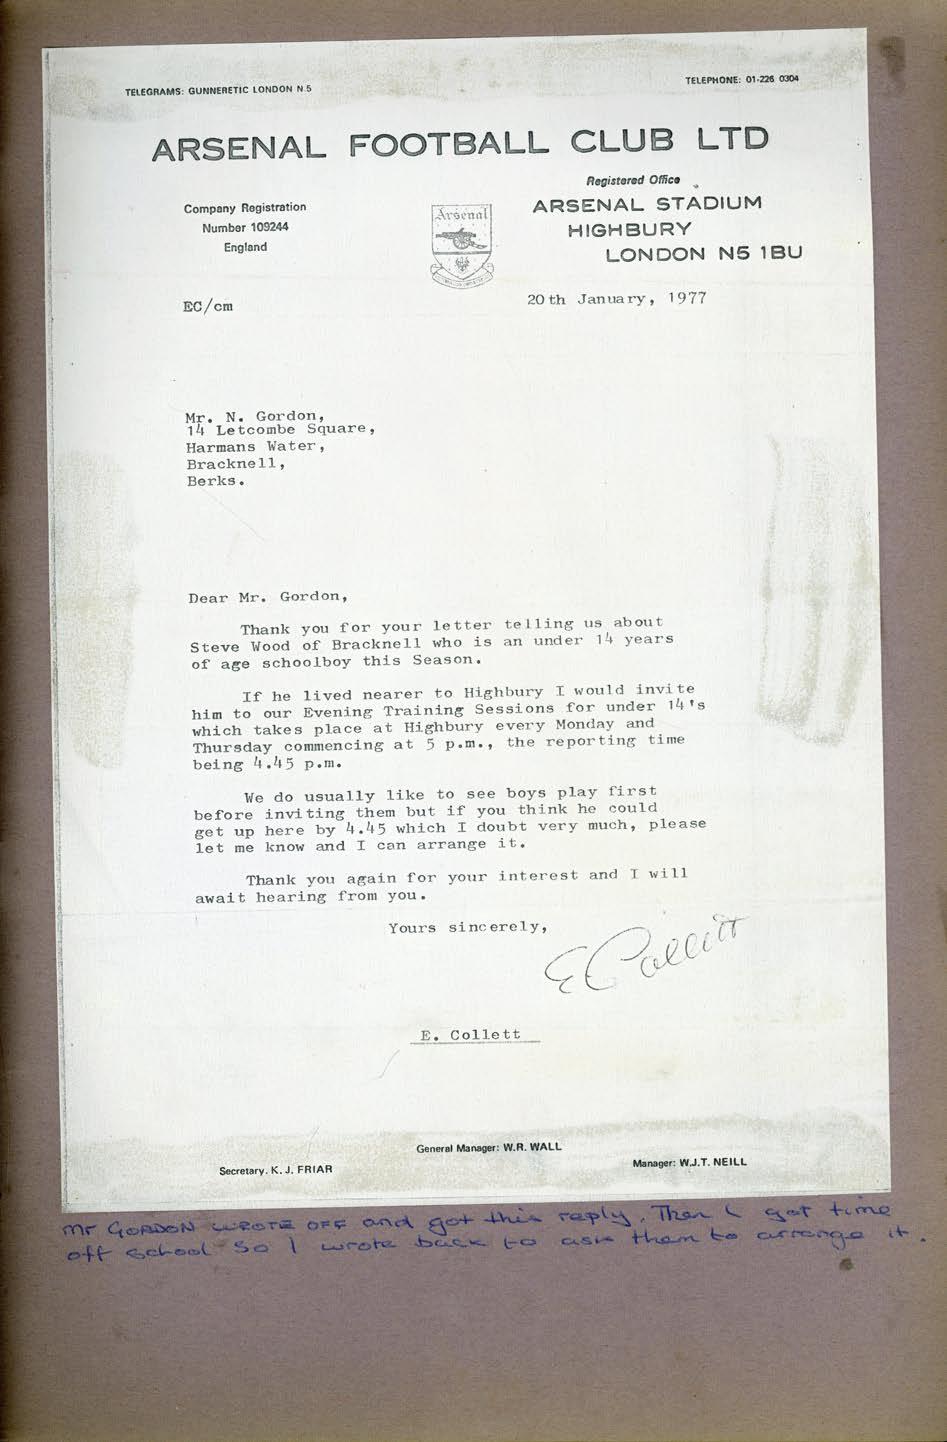 TELEGRAMS: GUNNERETIC LONDON N.5
TELEPHONE: 01-226 0304
ARSENAL FOOTBALL CLUB LTD
Company Registration
Number 109244
England
Arsenal
Registered Office
ARSENAL STADIUM
HIGHBURY
LONDON N5 1BU
EC/cm
20th January, 1977
Mr. N. Gordon,
14 Letcombe Square,
Harmans Water,
Bracknell,
Berks.
Dear Mr. Gordon,
Thank you for your letter telling us about
Steve Wood of Bracknell who is an under 14 years
of age schoolboy this Season.
If he lived nearer to Highbury I would invite
him to our Evening Training Sessions for under 14's
which takes place at Highbury every Monday and
Thursday commencing at 5 p.m., the reporting time
being 4.45 p.m.
We do usually like to see boys play first
before inviting them but if you think he could
get up here by 4.45 which I doubt very much, please
let me know and I can arrange it.
Thank you again for your interest and I will
await hearing from you.
Yours sincerely,
E Collett
E. Collett
General Manager: W.R. WALL
Secretary. K. J. FRIAR
Manager: W.J.T. NEILL
Mr GORDON WROTE OFF and got this reply. Then I got time
off school so I wrote back to ask them to arrange it.